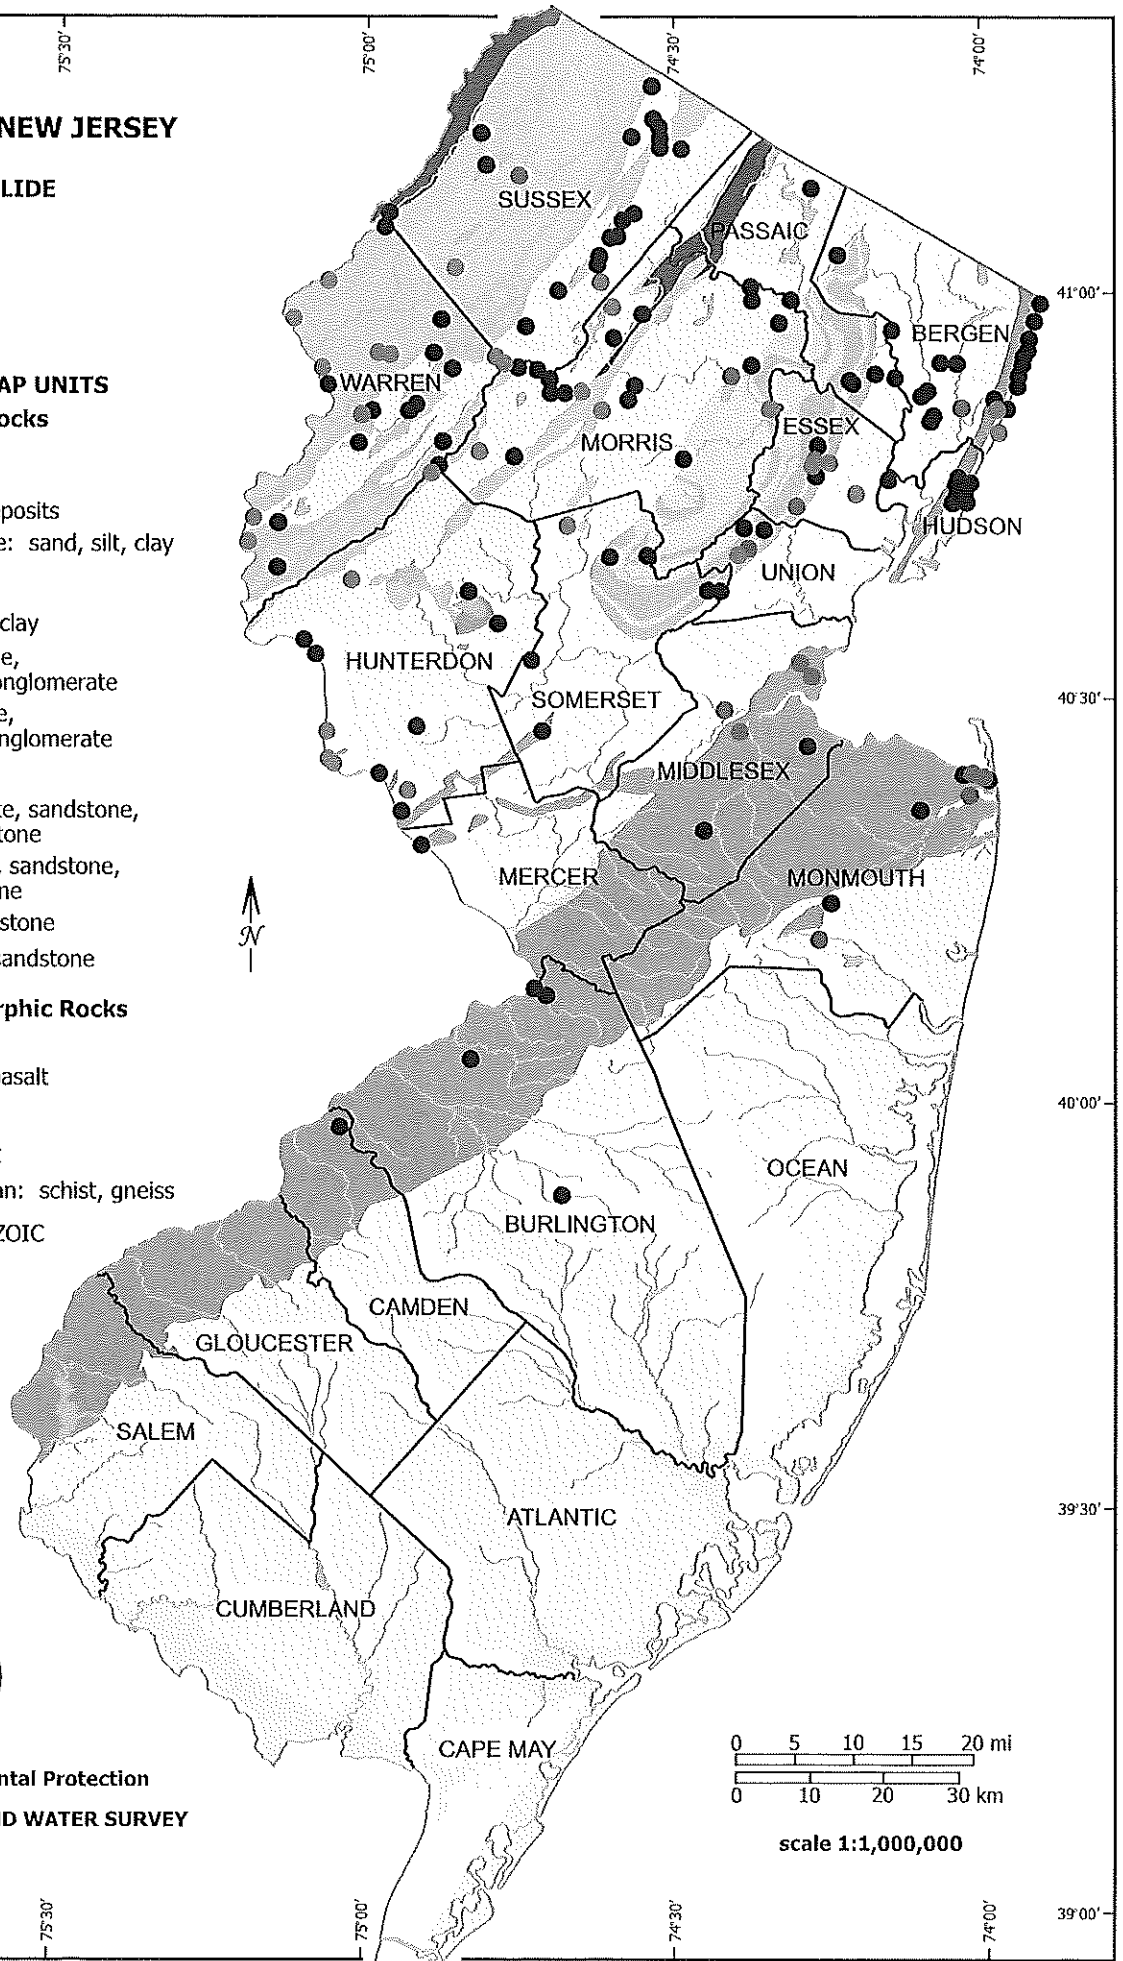 75°30'
75°00'
74°30'
74°00'
NEW JERSEY
LIDE
SUSSEX
PASSAIC
41°00'
BERGEN
AP UNITS
WARREN
ocks
ESSEX
MORRIS
posits
HUDSON
e: sand, silt, clay
UNION
clay
e,
HUNTERDON
onglomerate
SOMERSET
40°30'
e,
nglomerate
MIDDLESEX
te, sandstone,
tone
, sandstone,
MERCER
MONMOUTH
ne
stone
N
sandstone
rphic Rocks
asalt
40°00'
OCEAN
t
an: schist, gneiss
BURLINGTON
ZOIC
CAMDEN
GLOUCESTER
SALEM
39°30'
ATLANTIC
CUMBERLAND
CAPE MAY
0 5 10 15 20 mi
ntal Protection
0 10 20 30 km
ND WATER SURVEY
scale 1:1,000,000
39°00'
75°30'
75°00'
74°30'
74°00'